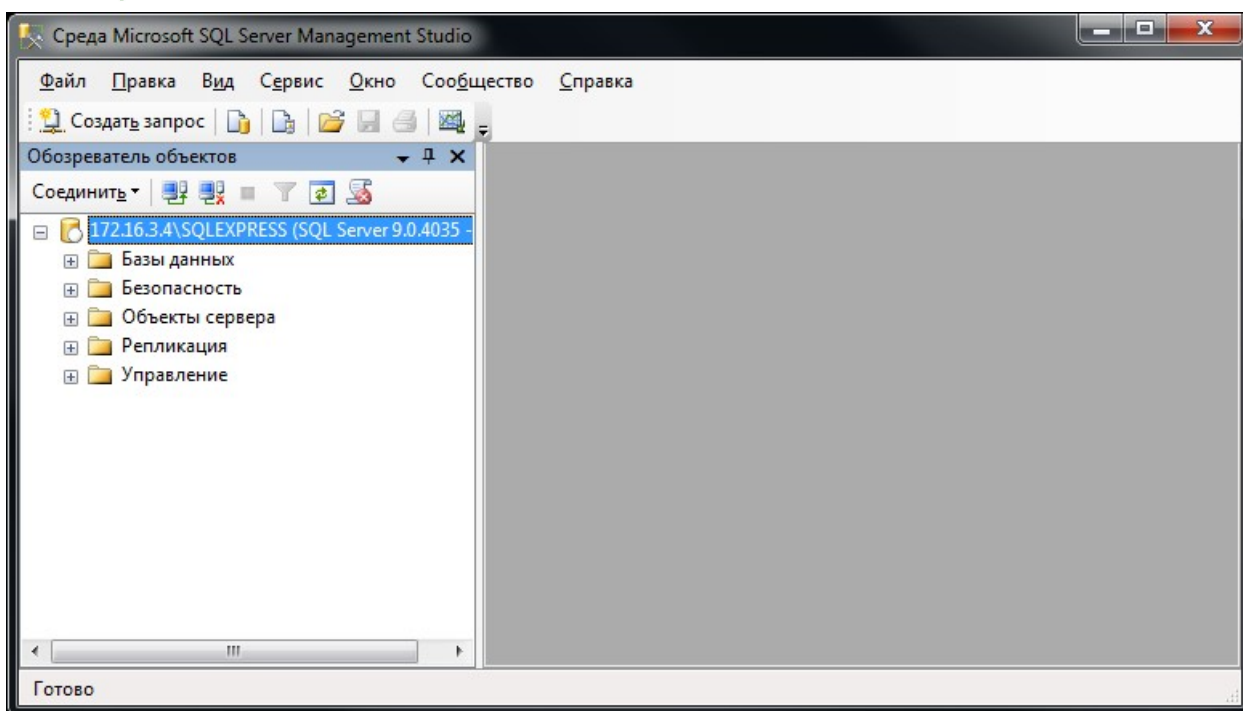 Среда Microsoft SQL Server Management Studio
Файл Правка Вид Сервис Окно Сообщество Справка
Создать запрос
Обозреватель объектов
Соединить
172.16.3.4\SQLEXPRESS (SQL Server 9.0.4035 -
Базы данных
Безопасность
Объекты сервера
Репликация
Управление
Готово